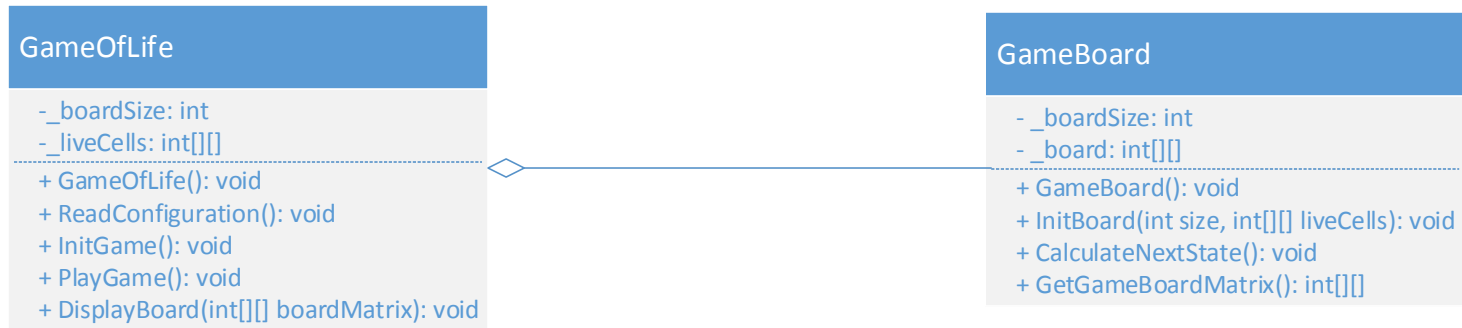 GameOfLife
-_boardSize: int
-_liveCells: int[][]
+ GameOfLife(): void
+ ReadConfiguration(): void
+ InitGame(): void
+ PlayGame(): void
+ DisplayBoard(int[][] boardMatrix): void
GameBoard
- _boardSize: int
- _board: int[][]
+ GameBoard(): void
+ InitBoard(int size, int[][] liveCells): void
+ CalculateNextState(): void
+ GetGameBoardMatrix(): int[][]